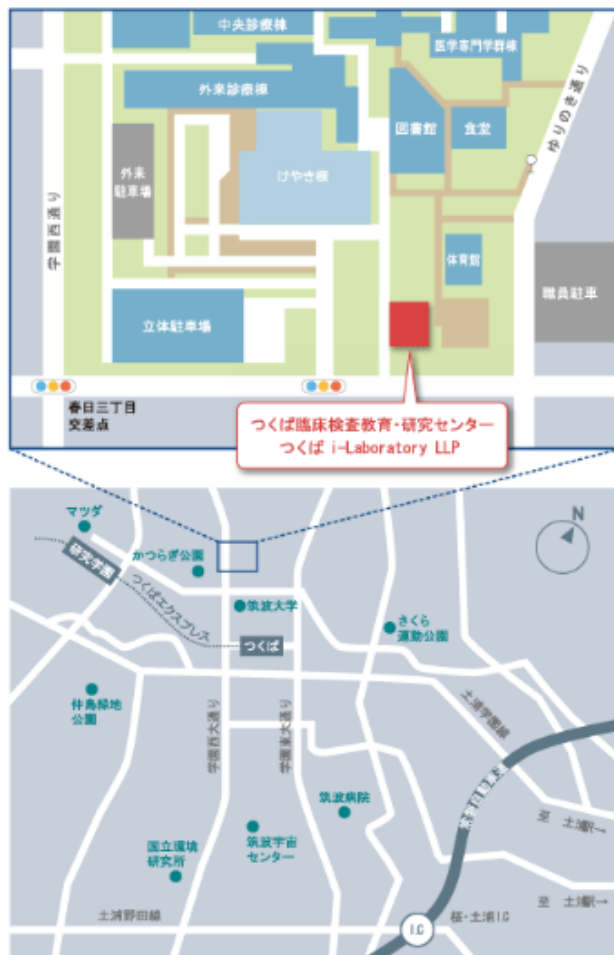 中央診療棟
医学専門学群棟
外来診療棟
図書館
食堂
ゆりのき通り
外来
駐車場
けやき棟
学園西通り
体育館
職員駐車
立体駐車場
春日三丁目
交差点
つくば臨床検査教育・研究センター
つくば i-Laboratory LLP
マツダ
N
研究学園
かつらぎ公園
つくばエクスプレス
筑波大学
さくら
運動公園
つくば
土浦学園線
学園西大通り
学園東大通り
筑波病院
国立環境
研究所
筑波宇宙
センター
至 土浦駅→
至 土浦駅→
土浦野田線
I.C
桜・土浦I.C